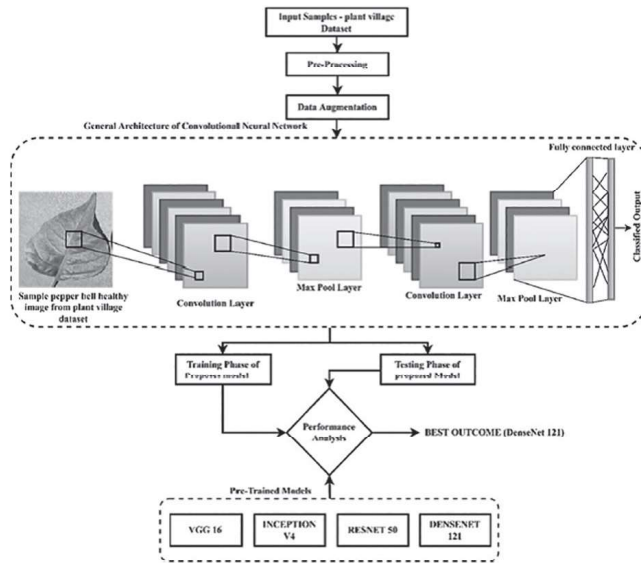 Input Samples - plant village
Dataset
Pre-Processing
Data Augmentation
General Architecture of Convolutional Neural Network
Fully connected layer
Classified Output
Sample pepper bell healthy
image from plant village
dataset
Convolution Layer
Max Pool Layer
Convolution Layer
Max Pool Layer
Training Phase of
model
Testing Phase of
proposed Model
Performance
Analysis
BEST OUTCOME (DenseNet 121)
Pre-Trained Models
VGG 16
INCEPTION
V4
RESNET 50
DENSENET
121